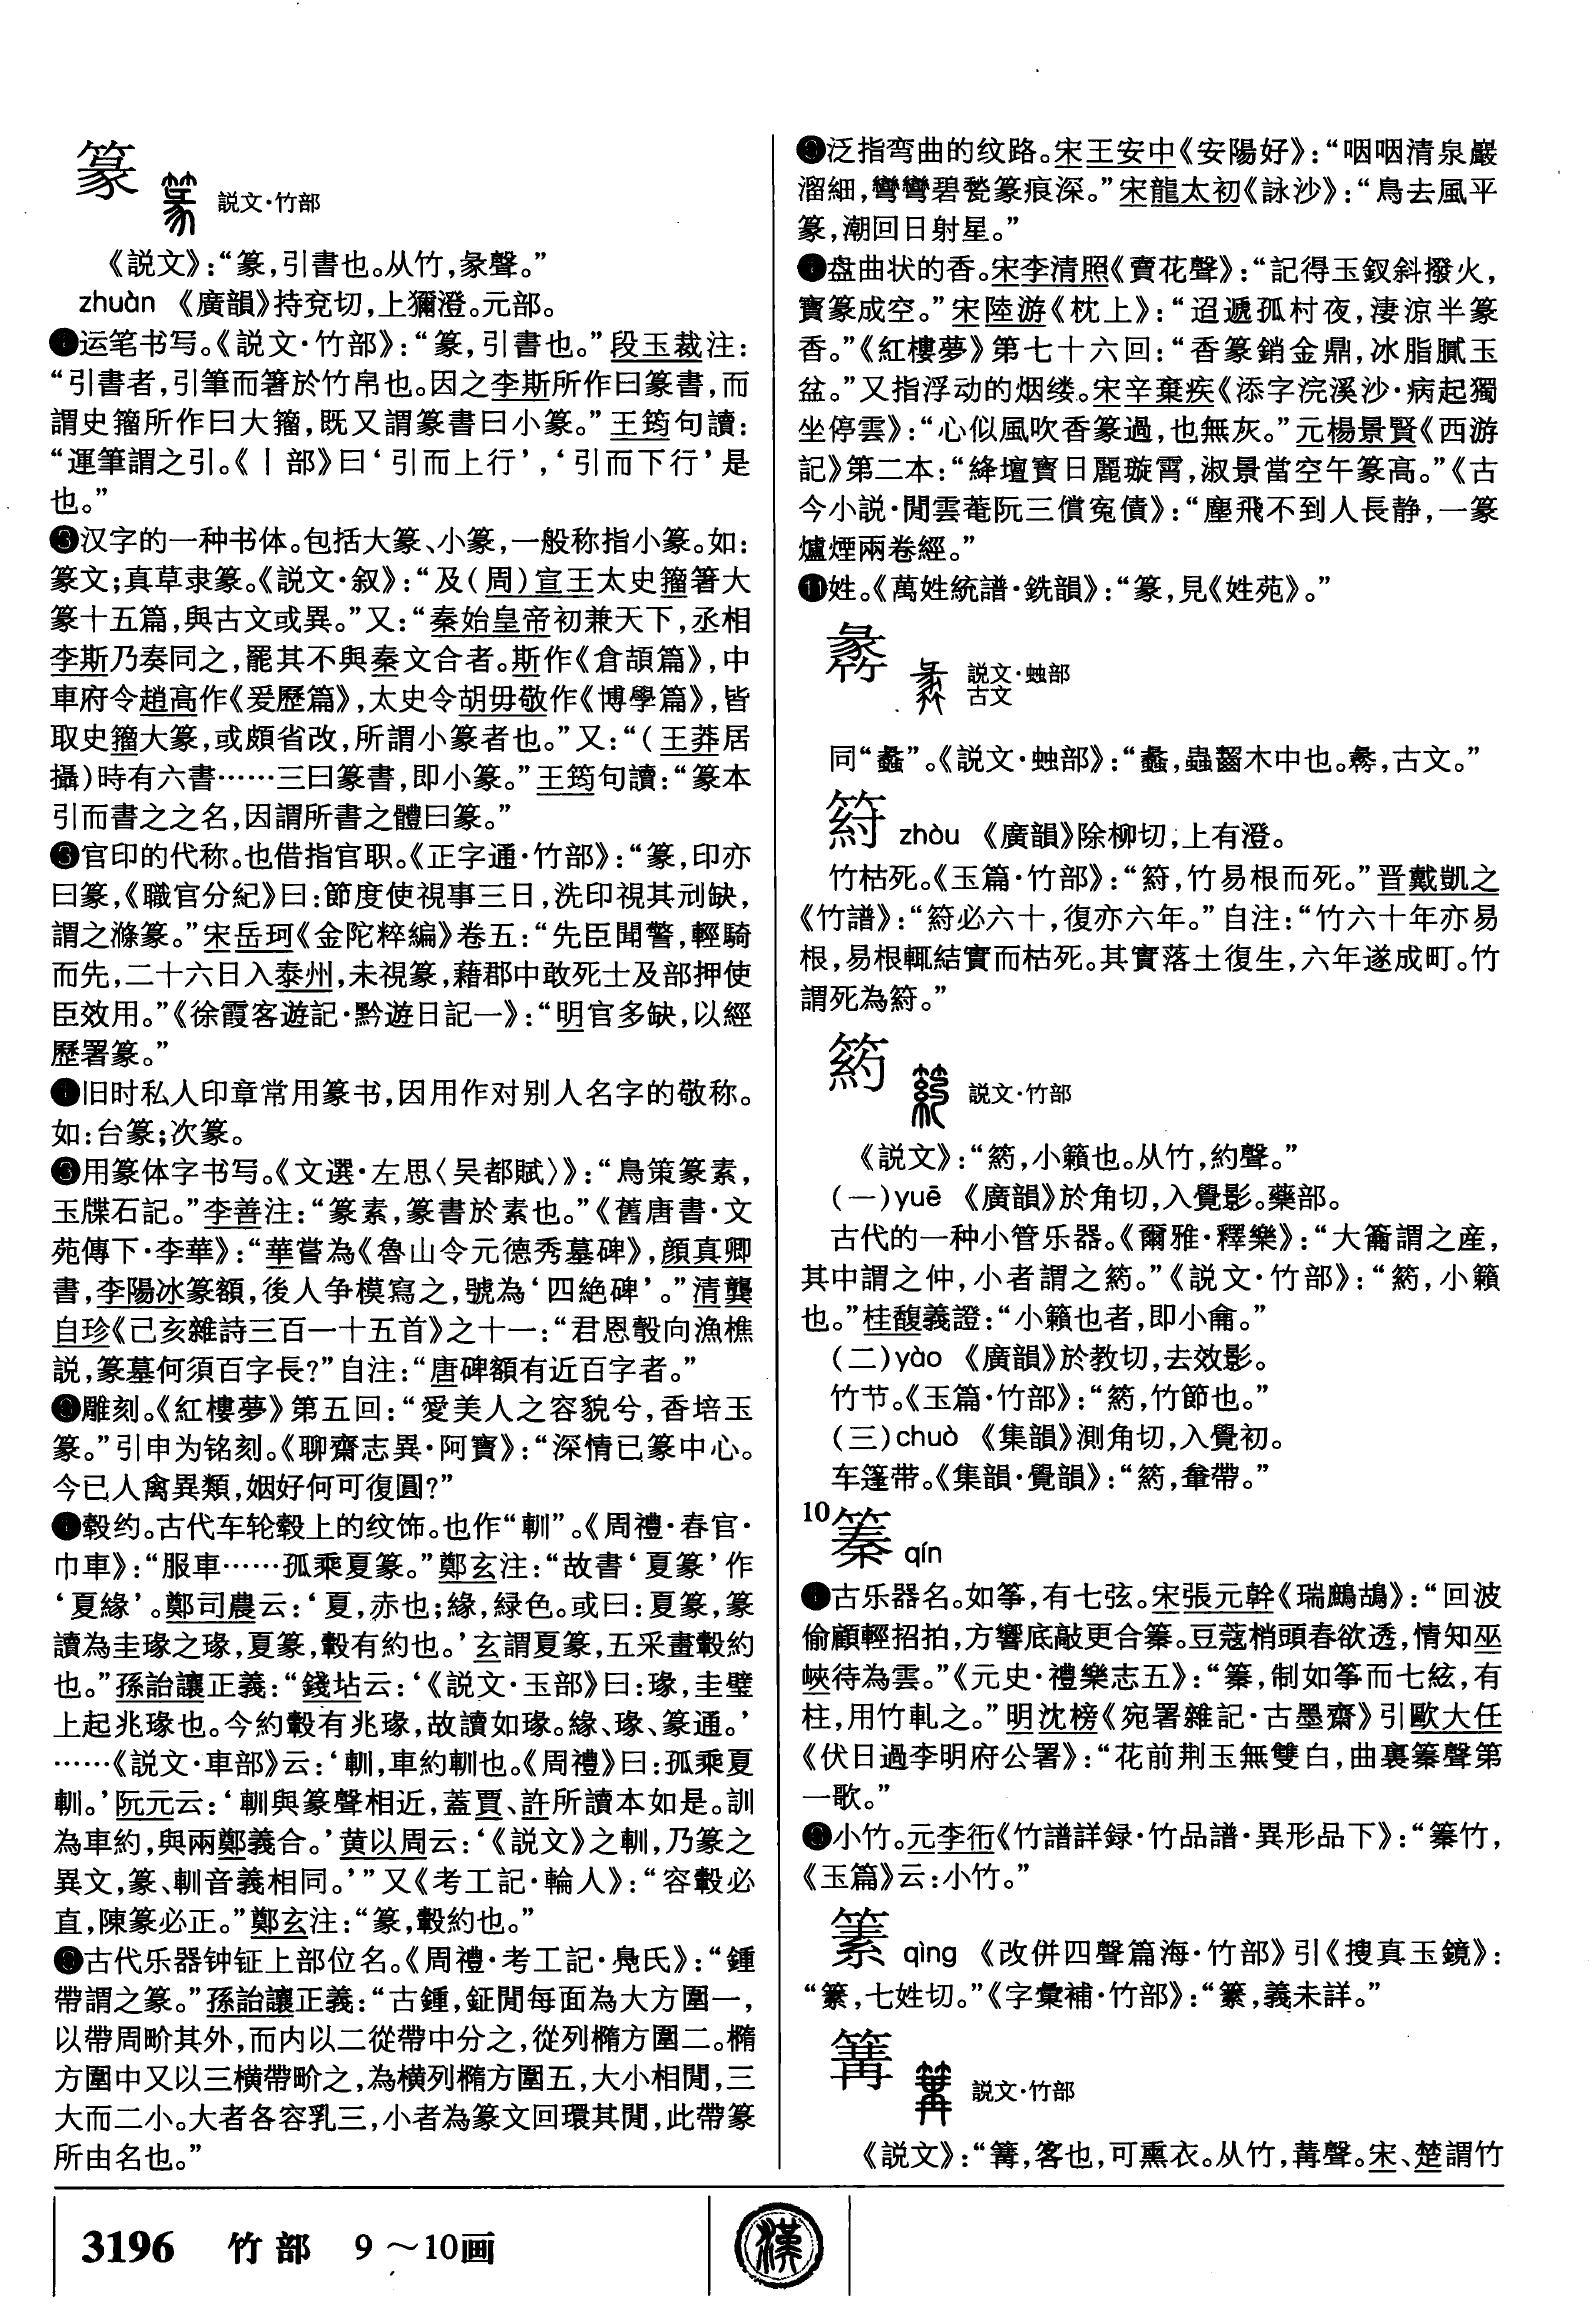 篆 説文·竹部
《説文》:“篆,引書也。从竹,彖聲。”
zhuàn 《廣韻》持兗切,上獮澄。元部。
❶运笔书写。《説文·竹部》:“篆,引書也。”段玉裁注:
“引書者,引筆而箸於竹帛也。因之李斯所作曰篆書,而
謂史籀所作曰大篆,既又謂篆書曰小篆。”王筠句讀:
“運筆謂之引。《丨部》曰‘引而上行’,‘引而下行’是
也。”
❷汉字的一种书体。包括大篆、小篆,一般称指小篆。如:
篆文;真草隶篆。《説文·叙》:“及(周)宣王太史籀箸大
篆十五篇,與古文或異。”又:“秦始皇帝初兼天下,丞相
李斯乃奏同之,罷其不與秦文合者。斯作《倉頡篇》,中
車府令趙高作《爰歷篇》,太史令胡毋敬作《博學篇》,皆
取史籀大篆,或頗省改,所謂小篆者也。”又:“(王莽居
攝)時有六書……三曰篆書,即小篆。”王筠句讀:“篆本
引而書之之名,因謂所書之體曰篆。”
❸官印的代称。也借指官职。《正字通·竹部》:“篆,印亦
曰篆,《職官分紀》曰:節度使視事三日,洗印視其刓缺,
謂之滌篆。”宋岳珂《金陀粹編》卷五:“先臣聞警,輕騎
而先,二十六日入泰州,未視篆,藉郡中敢死士及部押使
臣效用。”《徐霞客遊記·黔遊日記一》:“明官多缺,以經
歷署篆。”
❹旧时私人印章常用篆书,因用作对别人名字的敬称。
如:台篆;次篆。
❺用篆体字书写。《文選·左思〈吴都賦〉》:“鳥策篆素,
玉牒石記。”李善注:“篆素,篆書於素也。”《舊唐書·文
苑傳下·李華》:“華嘗為《魯山令元德秀墓碑》,顔真卿
書,李陽冰篆額,後人争模寫之,號為‘四絶碑’。”清龔
自珍《己亥雜詩三百一十五首》之十一:“君恩彀向漁樵
説,篆墓何須百字長?”自注:“唐碑額有近百字者。”
❻雕刻。《紅樓夢》第五回:“愛美人之容貌兮,香培玉
篆。”引申为铭刻。《聊齋志異·阿寶》:“深情已篆中心。
今已人禽異類,姻好何可復圓?”
❼毂约。古代车轮毂上的纹饰。也作“軐”。《周禮·春官·
巾車》:“服車……孤乘夏篆。”鄭玄注:“故書‘夏篆’作
‘夏緣’。鄭司農云:‘夏,赤也;緣,緑色。或曰:夏篆,篆
讀為圭瑑之瑑,夏篆,轂有約也。’玄謂夏篆,五采畫轂約
也。”孫詒讓正義:“錢坫云:‘《説文·玉部》曰:瑑,圭璧
上起兆瑑也。今約轂有兆瑑,故讀如瑑。緣、瑑、篆通。’
……《説文·車部》云:‘軐,車約軐也。《周禮》曰:孤乘夏
軐。’阮元云:‘軐與篆聲相近,蓋賈、許所讀本如是。訓
為車約,與兩鄭義合。’黄以周云:‘《説文》之軐,乃篆之
異文,篆、軐音義相同。’”又《考工記·輪人》:“容轂必
直,陳篆必正。”鄭玄注:“篆,轂約也。”
❽古代乐器钟钲上部位名。《周禮·考工記·鳧氏》:“鍾
帶謂之篆。”孫詒讓正義:“古鍾,鉦閒每面為大方圍一,
以帶周畍其外,而内以二從帶中分之,從列橢方圍二。橢
方圍中又以三横帶畍之,為横列橢方圍五,大小相閒,三
大而二小。大者各容乳三,小者為篆文回環其閒,此帶篆
所由名也。”
❾泛指弯曲的纹路。宋王安中《安陽好》:“咽咽清泉巖
溜細,彎彎碧甃篆痕深。”宋龍太初《詠沙》:“鳥去風平
篆,潮回日射星。”
❿盘曲状的香。宋李清照《賣花聲》:“記得玉釵斜撥火,
寶篆成空。”宋陸游《枕上》:“迢遞孤村夜,淒涼半篆
香。”《紅樓夢》第七十六回:“香篆銷金鼎,冰脂膩玉
盆。”又指浮动的烟缕。宋辛棄疾《添字浣溪沙·病起獨
坐停雲》:“心似風吹香篆過,也無灰。”元楊景賢《西游
記》第二本:“絳壇寶日麗璇霄,淑景當空午篆高。”《古
今小説·閒雲菴阮三償冤債》:“塵飛不到人長静,一篆
爐煙兩卷經。”
⓫姓。《萬姓統譜·銑韻》:“篆,見《姓苑》。”
説文·䖵部
古文
同“蠡”。《説文·䖵部》:“蠡,蟲齧木中也。,古文。”
䇠 zhòu 《廣韻》除柳切,上有澄。
竹枯死。《玉篇·竹部》:“䇠,竹易根而死。”晋戴凱之
《竹譜》:“䇠必六十,復亦六年。”自注:“竹六十年亦易
根,易根輒結實而枯死。其實落土復生,六年遂成町。竹
謂死為䇠。”
箹 説文·竹部
《説文》:“箹,小籟也。从竹,約聲。”
(一)yuē 《廣韻》於角切,入覺影。藥部。
古代的一种小管乐器。《爾雅·釋樂》:“大籥謂之産,
其中謂之仲,小者謂之箹。”《説文·竹部》:“箹,小籟
也。”桂馥義證:“小籟也者,即小龠。”
(二)yào 《廣韻》於教切,去效影。
竹节。《玉篇·竹部》:“箹,竹節也。”
(三)chuò 《集韻》測角切,入覺初。
车篷带。《集韻·覺韻》:“箹,輂帶。”
10 篻 qín
❶古乐器名。如筝,有七弦。宋張元幹《瑞鷓鴣》:“回波
偷顧輕招拍,方響底敲更合䈜。豆蔻梢頭春欲透,情知巫
峽待為雲。”《元史·禮樂志五》:“䈜,制如筝而七絃,有
柱,用竹軋之。”明沈榜《宛署雜記·古墨齋》引歐大任
《伏日過李明府公署》:“花前荆玉無雙白,曲裏䈜聲第
一歌。”
❷小竹。元李衎《竹譜詳録·竹品譜·異形品下》:“䈜竹,
《玉篇》云:小竹。”
qìng 《改併四聲篇海·竹部》引《搜真玉鏡》:
“,七姓切。”《字彙補·竹部》:“,義未詳。”
篝 説文·竹部
《説文》:“篝,客也,可熏衣。从竹,冓聲。宋、楚謂竹
3196 竹部 9～10画
漢